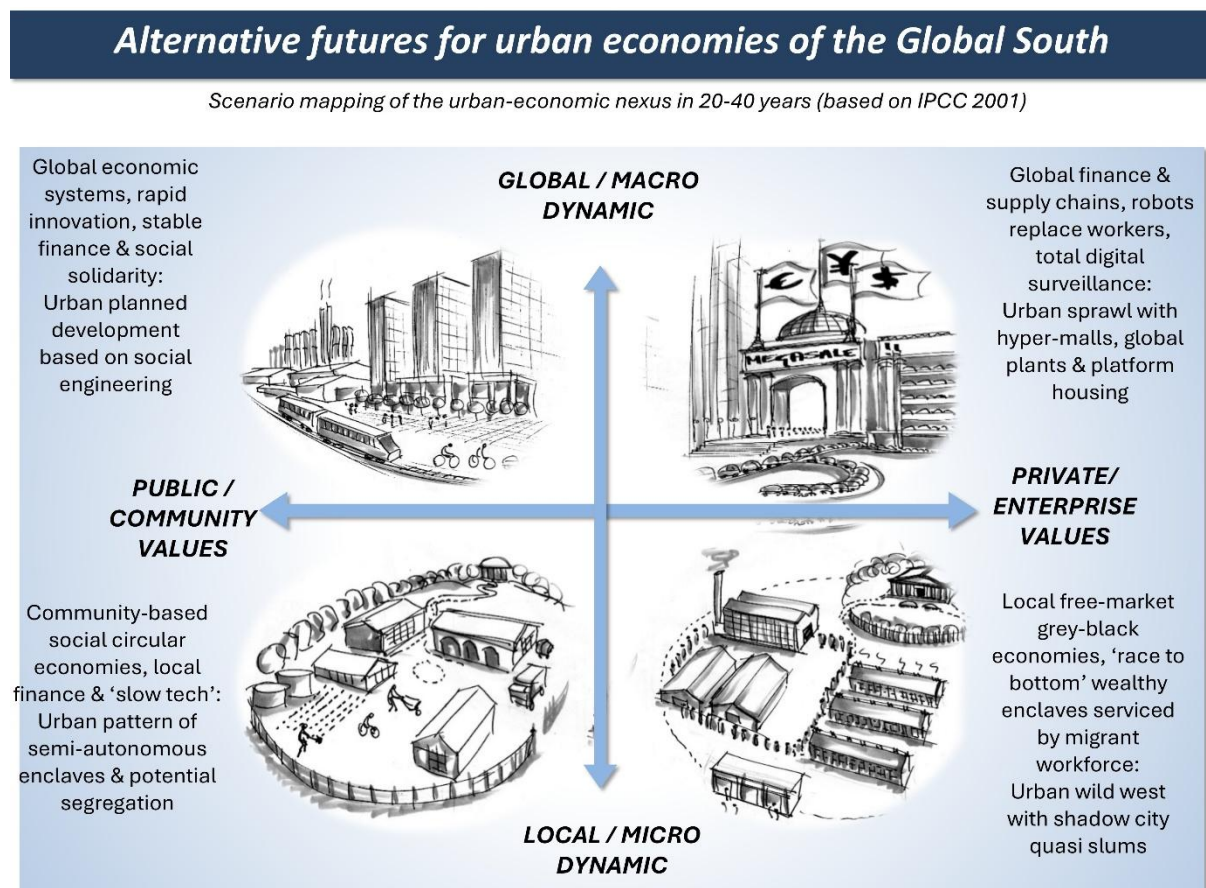 Alternative futures for urban economies of the Global South
Scenario mapping of the urban-economic nexus in 20-40 years (based on IPCC 2001)
Global economic
systems, rapid
innovation, stable
finance & social
solidarity:
Urban planned
development
based on social
engineering
GLOBAL / MACRO
DYNAMIC
Global finance &
supply chains, robots
replace workers,
total digital
surveillance:
Urban sprawl with
hyper-malls, global
plants & platform
housing
€ ¥ $
MEGASALE
PUBLIC /
COMMUNITY
VALUES
PRIVATE/
ENTERPRISE
VALUES
Community-based
social circular
economies, local
finance & ‘slow tech’:
Urban pattern of
semi-autonomous
enclaves & potential
segregation
Local free-market
grey-black
economies, ‘race to
bottom’ wealthy
enclaves serviced
by migrant
workforce:
Urban wild west
with shadow city
quasi slums
LOCAL / MICRO
DYNAMIC